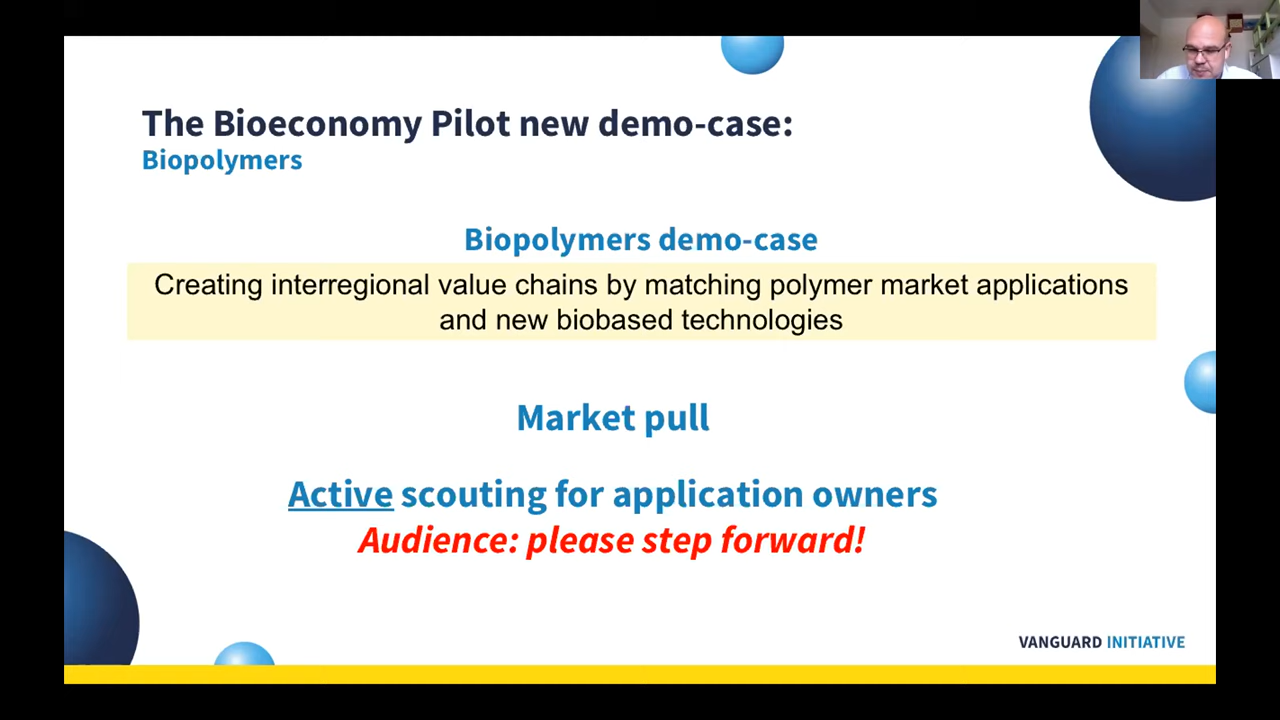 The Bioeconomy Pilot new demo-case:
Biopolymers
Biopolymers demo-case
Creating interregional value chains by matching polymer market applications
and new biobased technologies
Market pull
Active scouting for application owners
Audience: please step forward!
VANGUARD INITIATIVE